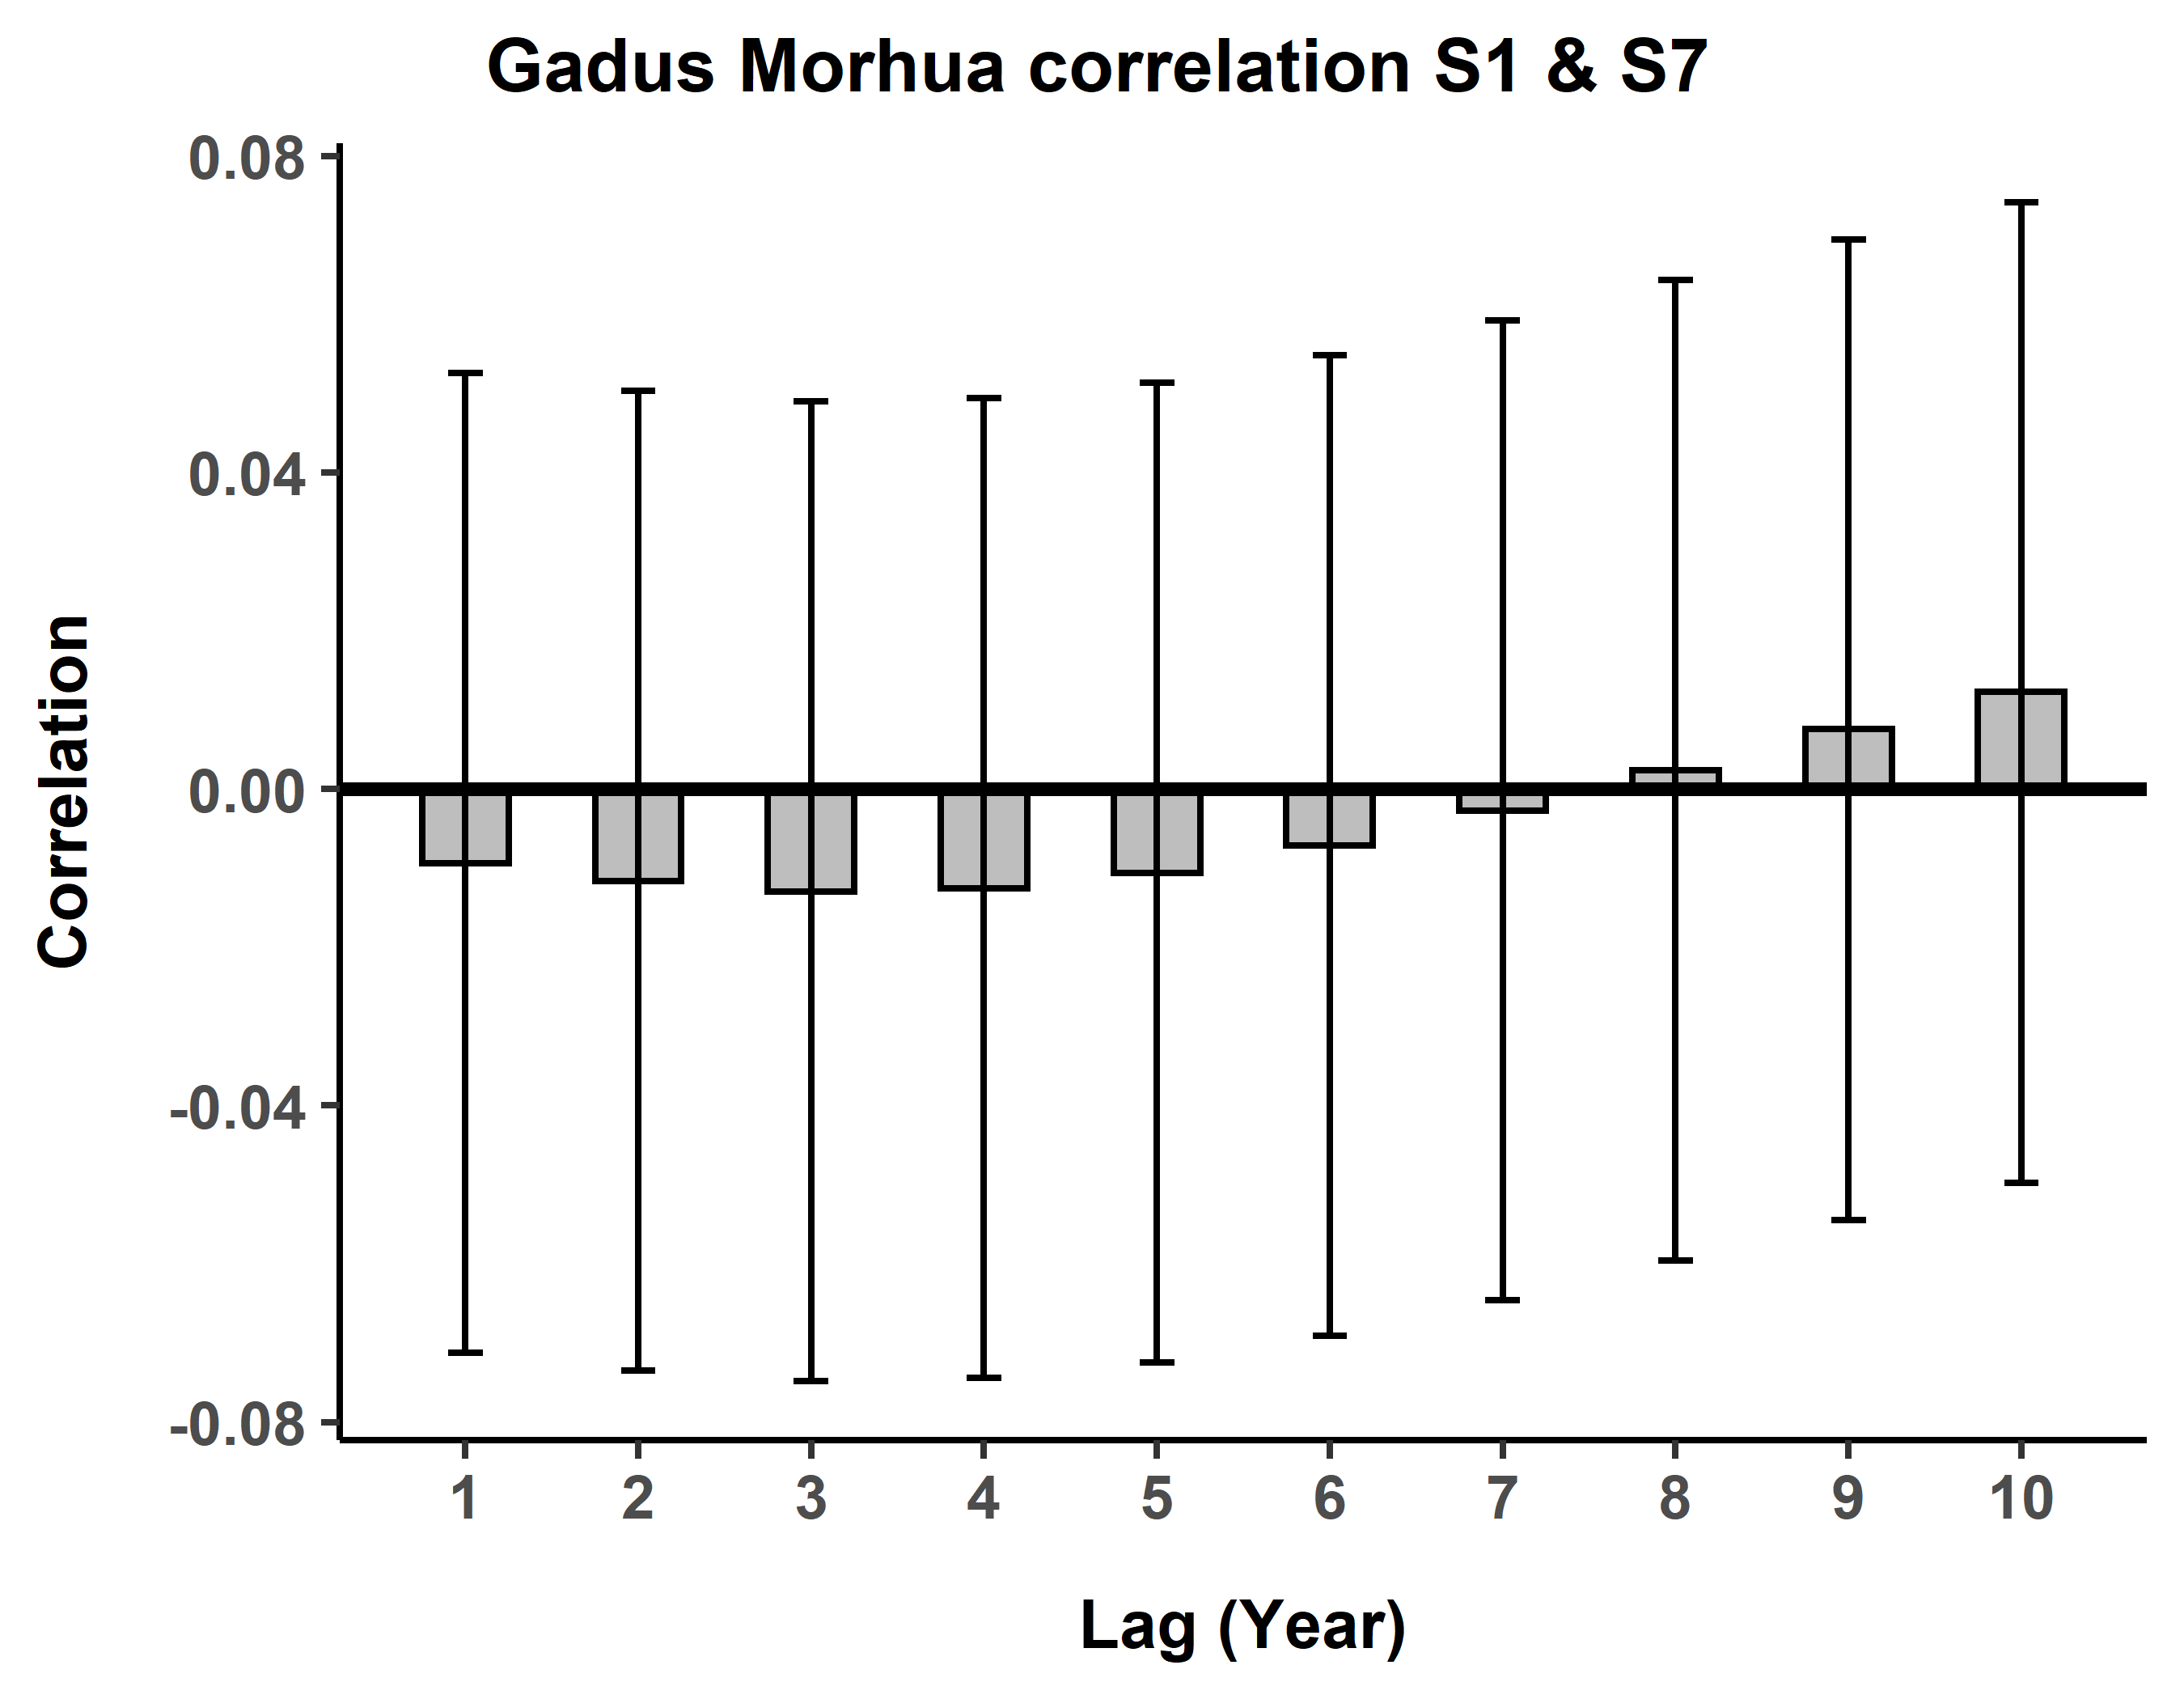 Gadus Morhua correlation S1 & S7
0.08
0.04
0.00
-0.04
-0.08
Correlation
1 2 3 4 5 6 7 8 9 10
Lag (Year)